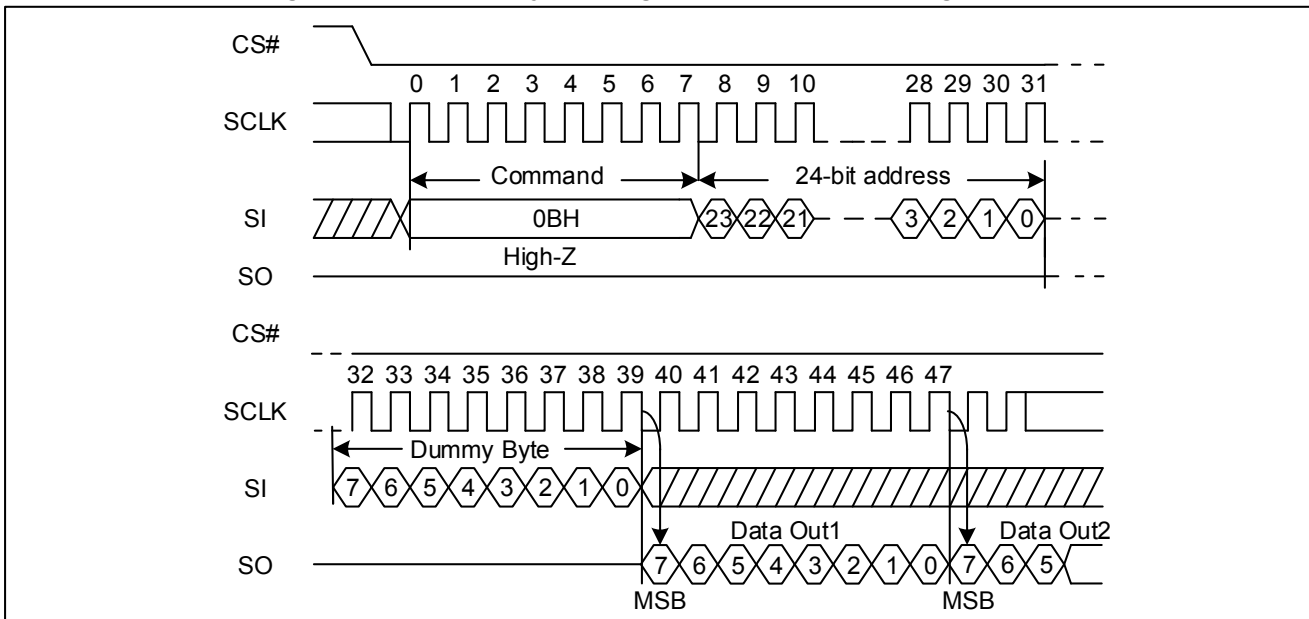 CS#
0 1 2 3 4 5 6 7 8 9 10 28 29 30 31
SCLK
Command 24-bit address
SI 0BH 23 22 21 3 2 1 0
High-Z
SO
CS#
32 33 34 35 36 37 38 39 40 41 42 43 44 45 46 47
SCLK
Dummy Byte
SI 7 6 5 4 3 2 1 0
Data Out1 Data Out2
SO 7 6 5 4 3 2 1 0 7 6 5
MSB MSB